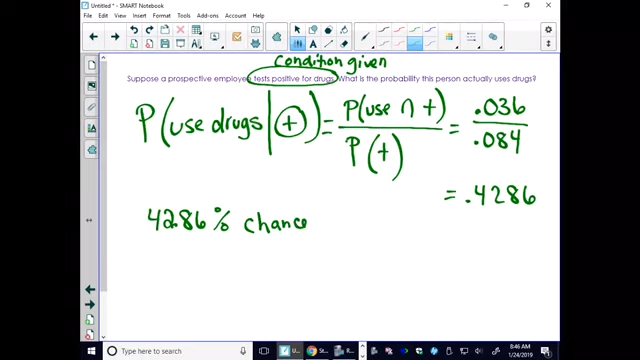 Untitled * - SMART Notebook
File Edit View Insert Format Tools Add-ons Help
condition given
Suppose a prospective employee tests positive for drugs. What is the probability this person actually uses drugs?
P(use drugs | +) = P(use ∩ +) / P(+) = .036 / .084
= .4286
42.86% chance
Type here to search
8:46 AM
1/24/2019